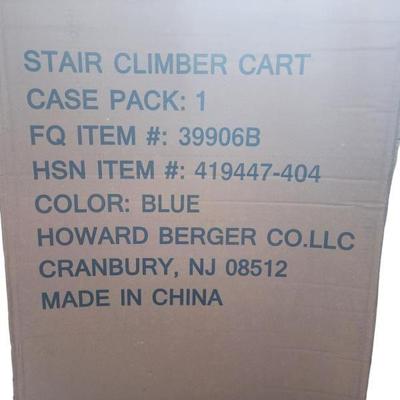 STAIR CLIMBER CART
CASE PACK: 1
FQ ITEM #: 39906B
HSN ITEM #: 419447-404
COLOR: BLUE
HOWARD BERGER CO.LLC
CRANBURY, NJ 08512
MADE IN CHINA